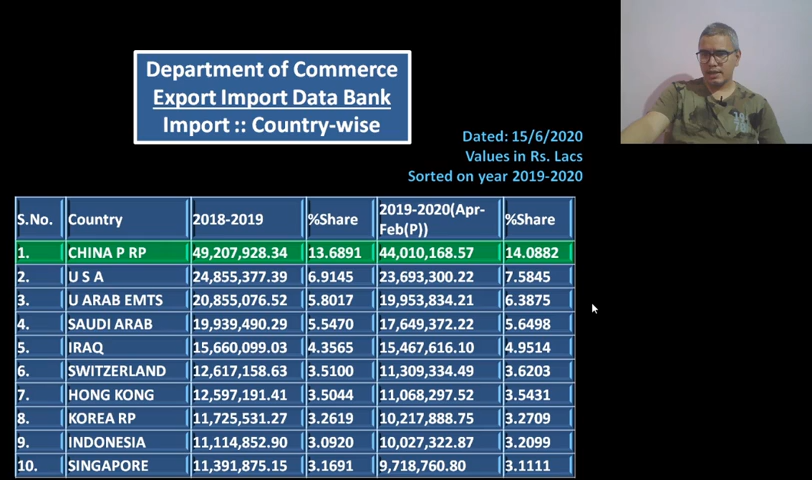 Department of Commerce
Export Import Data Bank
Import :: Country-wise
Dated: 15/6/2020
Values in Rs. Lacs
Sorted on year 2019-2020
S.No. Country 2018-2019 %Share 2019-2020(Apr-Feb(P)) %Share
1. CHINA P RP 49,207,928.34 13.6891 44,010,168.57 14.0882
2. U S A 24,855,377.39 6.9145 23,693,300.22 7.5845
3. U ARAB EMTS 20,855,076.52 5.8017 19,953,834.21 6.3875
4. SAUDI ARAB 19,939,490.29 5.5470 17,649,372.22 5.6498
5. IRAQ 15,660,099.03 4.3565 15,467,616.10 4.9514
6. SWITZERLAND 12,617,158.63 3.5100 11,309,334.49 3.6203
7. HONG KONG 12,597,191.41 3.5044 11,068,297.52 3.5431
8. KOREA RP 11,725,531.27 3.2619 10,217,888.75 3.2709
9. INDONESIA 11,114,852.90 3.0920 10,027,322.87 3.2099
10. SINGAPORE 11,391,875.15 3.1691 9,718,760.80 3.1111